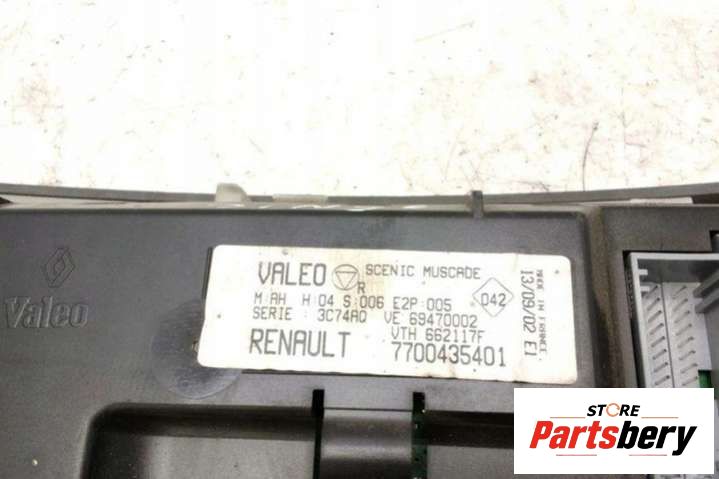 Valeo
VALEO R SCENIC MUSCADE
M:AH H:04 S:006 E2P:005 042
SERIE : 3C74A0 VE 69470002
VTH 662117F
RENAULT 7700435401
MADE IN FRANCE
13/09/02 E1
STORE
Partsbery